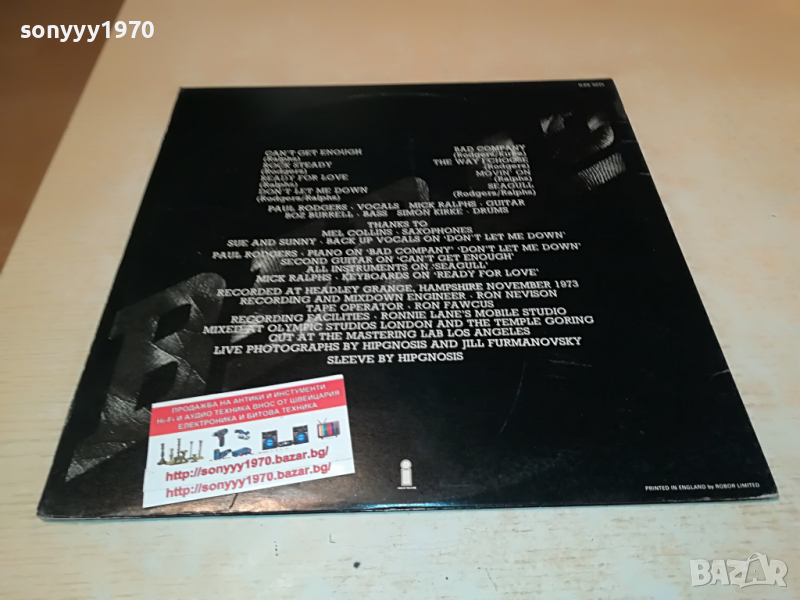 sonyyy1970
sonyyy1970
CAN'T GET ENOUGH
(Ralphs)
ROCK STEADY
(Rodgers)
READY FOR LOVE
(Ralphs)
DON'T LET ME DOWN
(Rodgers/Ralphs)
BAD COMPANY
(Rodgers/Kirke)
THE WAY I CHOOSE
(Rodgers)
MOVIN' ON
(Ralphs)
SEAGULL
(Rodgers/Ralphs)
PAUL RODGERS · VOCALS MICK RALPHS · GUITAR
BOZ BURRELL · BASS SIMON KIRKE · DRUMS
THANKS TO
MEL COLLINS · SAXOPHONES
SUE AND SUNNY · BACK UP VOCALS ON 'DON'T LET ME DOWN'
PAUL RODGERS · PIANO ON 'BAD COMPANY' 'DON'T LET ME DOWN'
SECOND GUITAR ON 'CAN'T GET ENOUGH'
ALL INSTRUMENTS ON 'SEAGULL'
MICK RALPHS · KEYBOARDS ON 'READY FOR LOVE'
RECORDED AT HEADLEY GRANGE, HAMPSHIRE NOVEMBER 1973
RECORDING AND MIXDOWN ENGINEER · RON NEVISON
TAPE OPERATOR · RON FAWCUS
RECORDING FACILITIES · RONNIE LANE'S MOBILE STUDIO
MIXED AT OLYMPIC STUDIOS LONDON AND THE TEMPLE GORING
CUT AT THE MASTERING LAB LOS ANGELES
LIVE PHOTOGRAPHS BY HIPGNOSIS AND JILL FURMANOVSKY
SLEEVE BY HIPGNOSIS
ПРОДАЖБА НА АНТИКИ И ИНСТУМЕНТИ
Hi-Fi И АУДИО ТЕХНИКА ВНОС ОТ ШВЕЙЦАРИЯ
ЕЛЕКТРОНИКА И БИТОВА ТЕХНИКА
http://sonyyy1970.bazar.bg/
http://sonyyy1970.bazar.bg/
PRINTED IN ENGLAND by ROBOR LIMITED
BAZAR